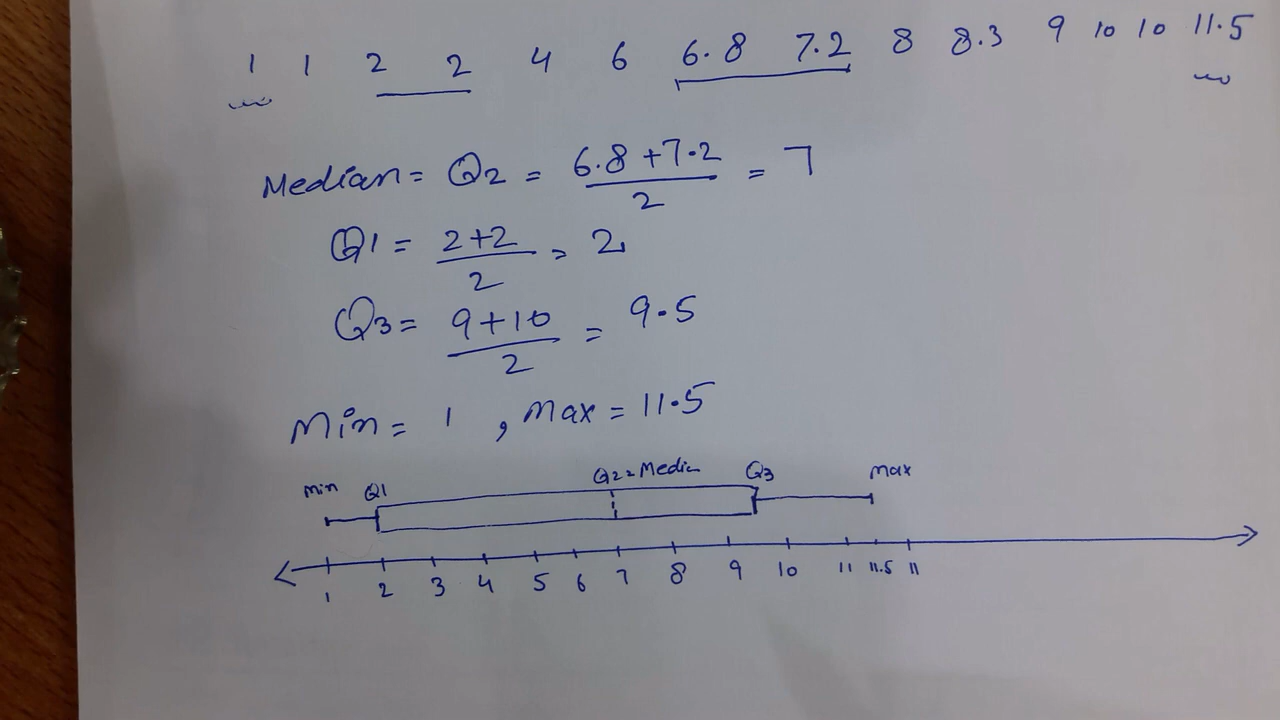 1 1 2 2 4 6 6.8 7.2 8 8.3 9 10 10 11.5
Median = Q2 = 6.8+7.2/2 = 7
Q1 = 2+2/2 = 2
Q3 = 9+10/2 = 9.5
Min = 1, Max = 11.5
min Q1 Q2=Media Q3 max
1 2 3 4 5 6 7 8 9 10 11 11.5 11